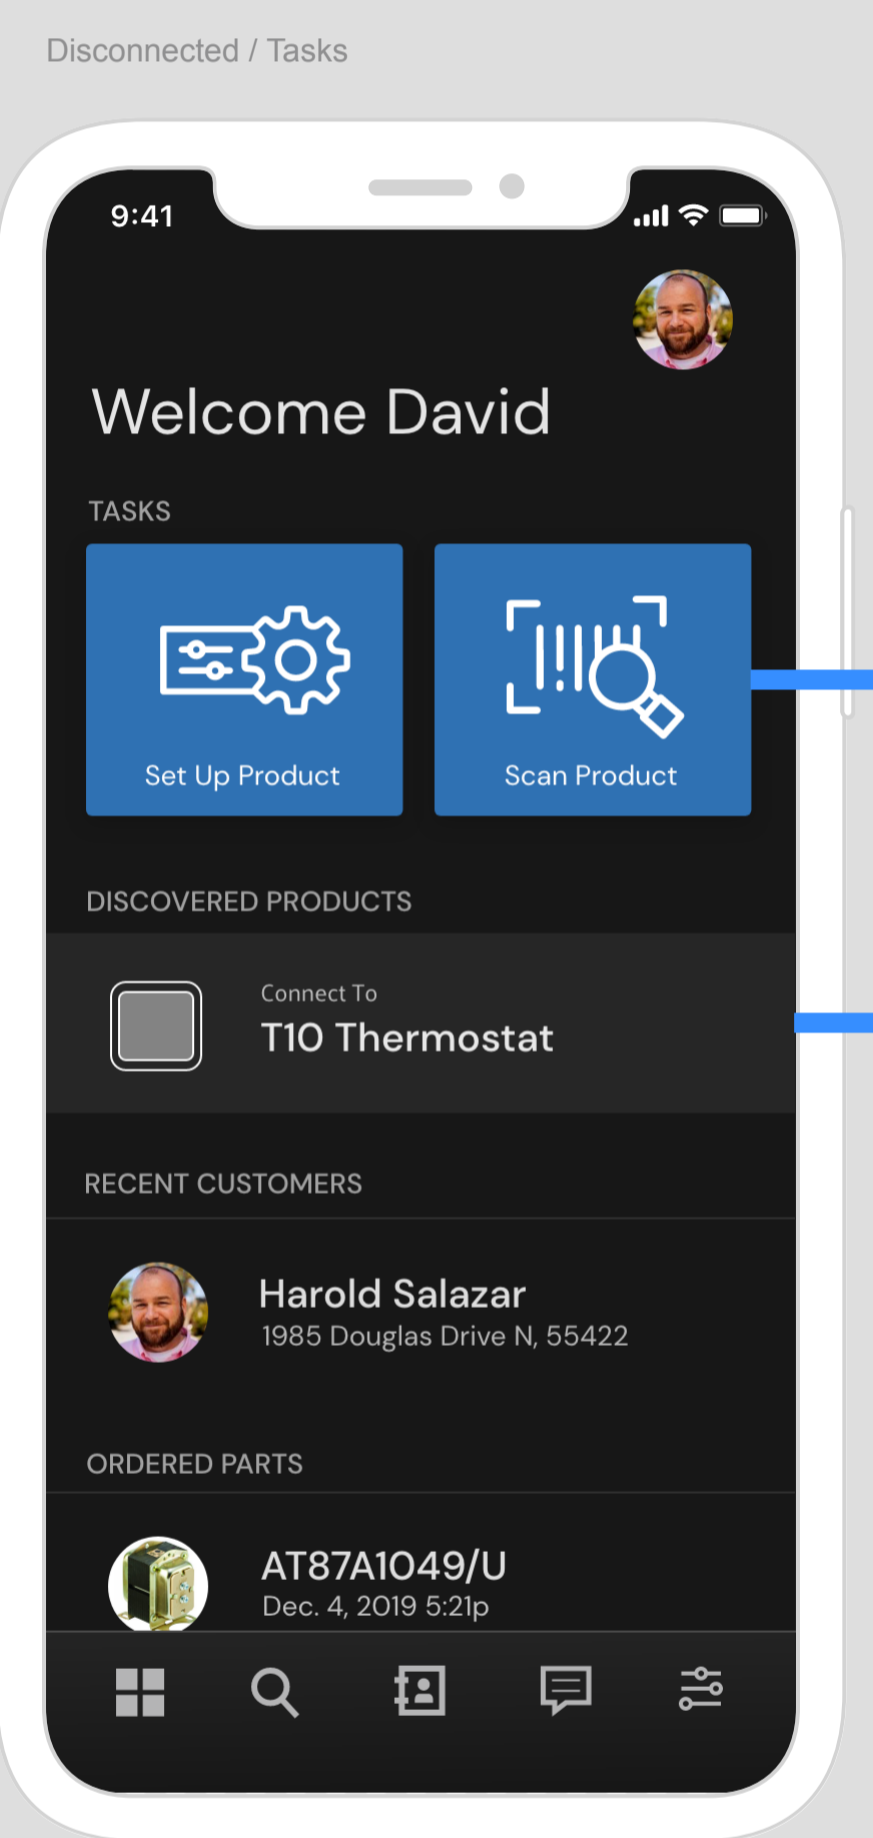 Disconnected / Tasks
9:41
Welcome David
TASKS
Set Up Product
Scan Product
DISCOVERED PRODUCTS
Connect To
T10 Thermostat
RECENT CUSTOMERS
Harold Salazar
1985 Douglas Drive N, 55422
ORDERED PARTS
AT87A1049/U
Dec. 4, 2019 5:21p